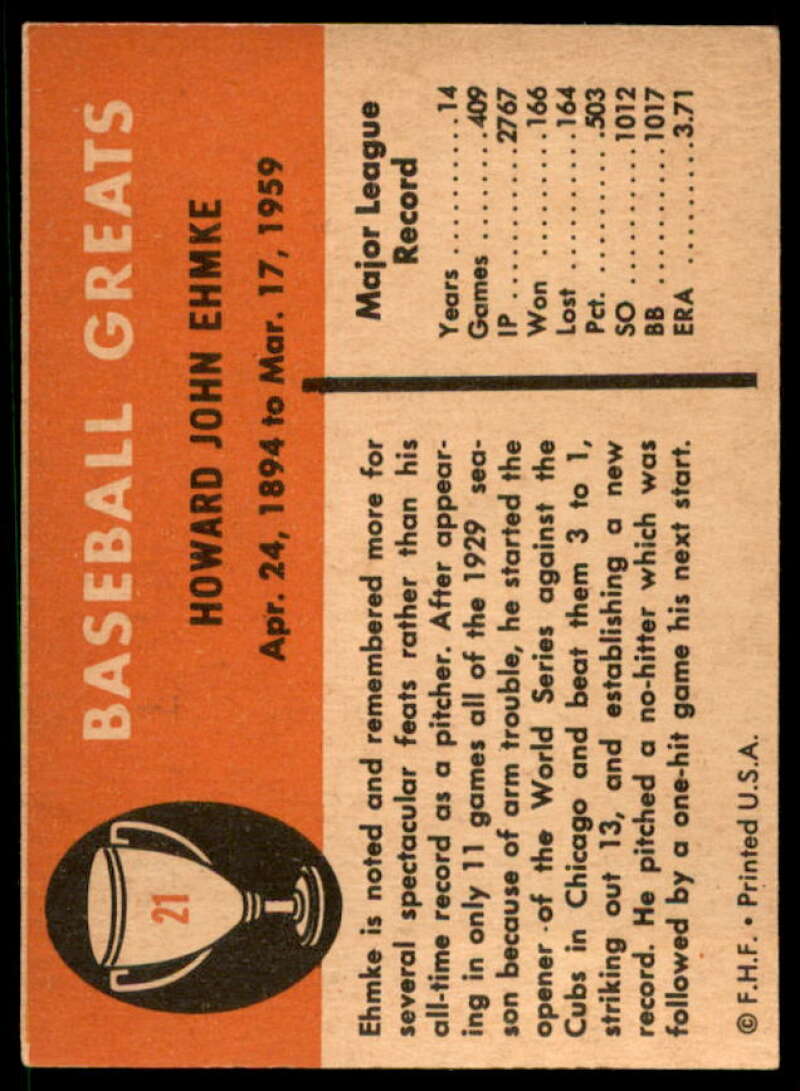 21
BASEBALL GREATS
HOWARD JOHN EHMKE
Apr. 24, 1894 to Mar. 17, 1959
Ehmke is noted and remembered more for
several spectacular feats rather than his
all-time record as a pitcher. After appear-
ing in only 11 games all of the 1929 sea-
son because of arm trouble, he started the
opener of the World Series against the
Cubs in Chicago and beat them 3 to 1,
striking out 13, and establishing a new
record. He pitched a no-hitter which was
followed by a one-hit game his next start.
Major League
Record
Years ..........14
Games ........409
IP ...........2767
Won .........166
Lost .........164
Pct. ..........503
SO ..........1012
BB ..........1017
ERA .........3.71
© F.H.F. • Printed U.S.A.